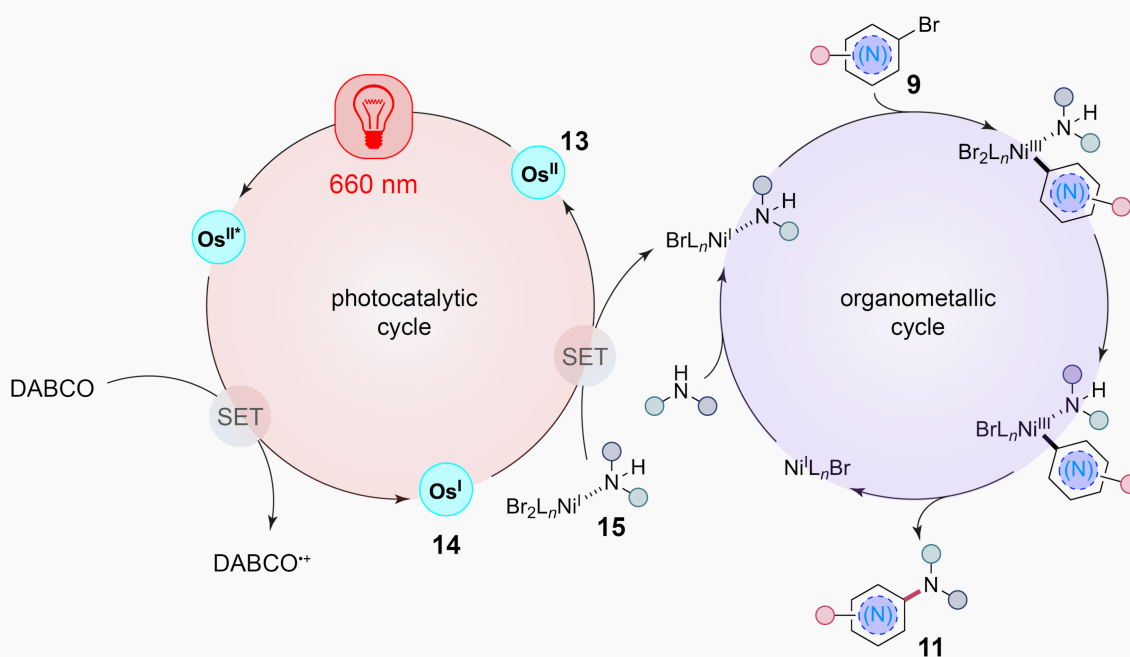 Br
(N)
9
H
N
Br₂LₙNiᴵᴵᴵ
(N)
13
Osᴵᴵ
660 nm
Osᴵᴵ*
H
N
BrLₙNiᴵ
photocatalytic
cycle
organometallic
cycle
SET
DABCO
SET
H
N
H
N
BrLₙNiᴵᴵᴵ
(N)
NiᴵLₙBr
Osᴵ
14
H
N
Br₂LₙNiᴵ
15
DABCO•+
N
(N)
11